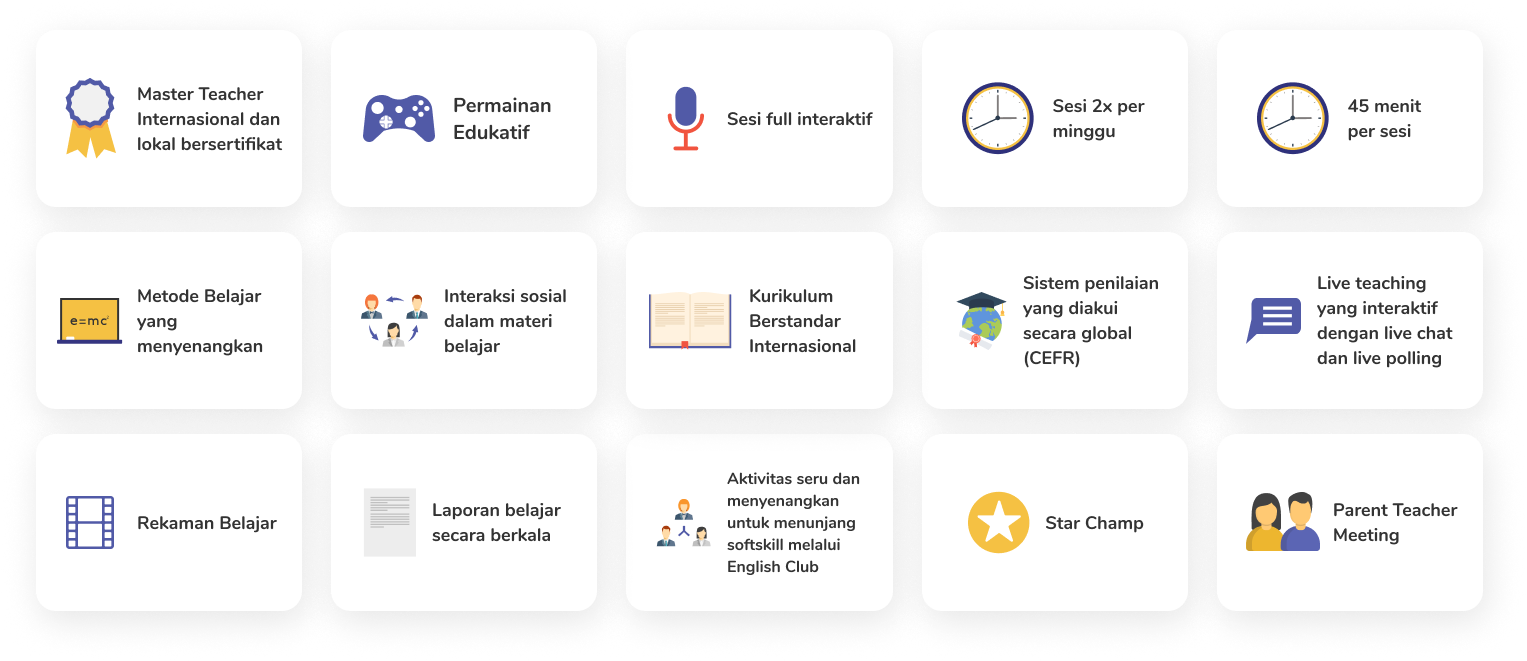 Master Teacher
Internasional dan
lokal bersertifikat
Permainan
Edukatif
Sesi full interaktif
Sesi 2x per
minggu
45 menit
per sesi
e=mc²
Metode Belajar
yang
menyenangkan
Interaksi sosial
dalam materi
belajar
Kurikulum
Berstandar
Internasional
Sistem penilaian
yang diakui
secara global
(CEFR)
Live teaching
yang interaktif
dengan live chat
dan live polling
Rekaman Belajar
Laporan belajar
secara berkala
Aktivitas seru dan
menyenangkan
untuk menunjang
softskill melalui
English Club
Star Champ
Parent Teacher
Meeting